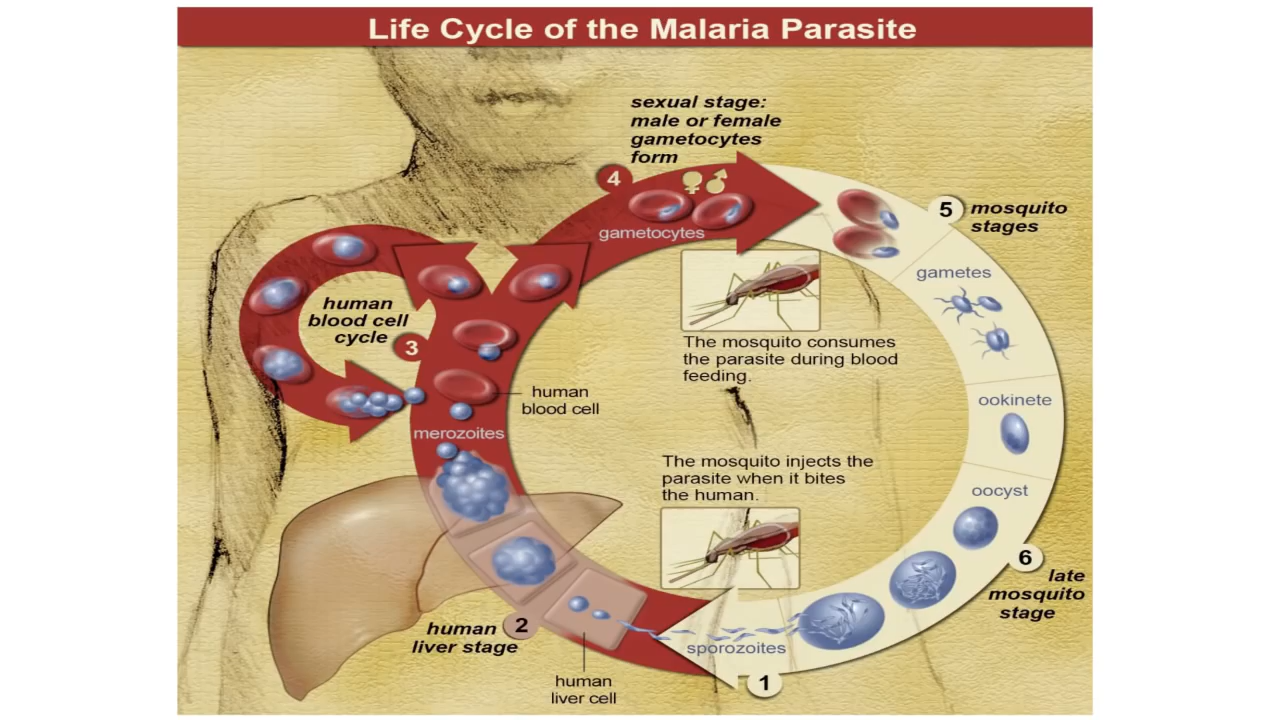 Life Cycle of the Malaria Parasite
sexual stage:
male or female
gametocytes
form
4
gametocytes
5
mosquito
stages
gametes
human
blood cell
cycle
3
The mosquito consumes
the parasite during blood
feeding.
human
blood cell
ookinete
merozoites
The mosquito injects the
parasite when it bites
the human.
oocyst
6
late
mosquito
stage
human
liver stage
2
sporozoites
1
human
liver cell